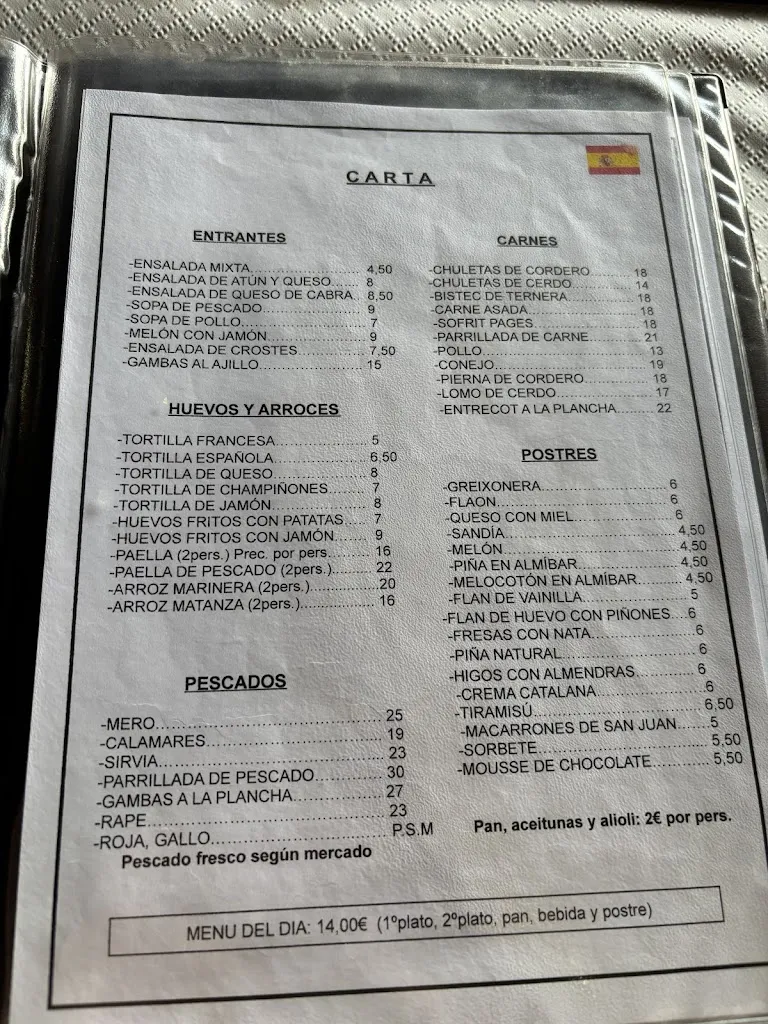 CARTA
ENTRANTES
-ENSALADA MIXTA........................ 4,50
-ENSALADA DE ATÚN Y QUESO....... 8
-ENSALADA DE QUESO DE CABRA.. 8,50
-SOPA DE PESCADO........................ 9
-SOPA DE POLLO............................ 7
-MELÓN CON JAMÓN...................... 9
-ENSALADA DE CROSTES................ 7,50
-GAMBAS AL AJILLO........................ 15
HUEVOS Y ARROCES
-TORTILLA FRANCESA...................... 5
-TORTILLA ESPAÑOLA...................... 6,50
-TORTILLA DE QUESO...................... 8
-TORTILLA DE CHAMPIÑONES......... 7
-TORTILLA DE JAMÓN...................... 8
-HUEVOS FRITOS CON PATATAS..... 7
-HUEVOS FRITOS CON JAMÓN........ 9
-PAELLA (2pers.) Prec. por pers.......... 16
-PAELLA DE PESCADO (2pers.)......... 22
-ARROZ MARINERA (2pers.)............... 20
-ARROZ MATANZA (2pers.)................. 16
PESCADOS
-MERO............................................ 25
-CALAMARES.................................. 19
-SIRVIA........................................... 23
-PARRILLADA DE PESCADO............. 30
-GAMBAS A LA PLANCHA................. 27
-RAPE............................................. 23
-ROJA, GALLO................................. P.S.M
Pescado fresco según mercado
CARNES
-CHULETAS DE CORDERO.......... 18
-CHULETAS DE CERDO............... 14
-BISTEC DE TERNERA................. 18
-CARNE ASADA........................... 18
-SOFRIT PAGES.......................... 18
-PARRILLADA DE CARNE............. 21
-POLLO........................................ 13
-CONEJO..................................... 19
-PIERNA DE CORDERO............... 18
-LOMO DE CERDO...................... 17
-ENTRECOT A LA PLANCHA......... 22
POSTRES
-GREIXONERA............................ 6
-FLAON....................................... 6
-QUESO CON MIEL...................... 6
-SANDÍA...................................... 4,50
-MELÓN....................................... 4,50
-PIÑA EN ALMÍBAR...................... 4,50
-MELOCOTÓN EN ALMÍBAR.......... 4,50
-FLAN DE VAINILLA..................... 5
-FLAN DE HUEVO CON PIÑONES....6
-FRESAS CON NATA.................... 6
-PIÑA NATURAL........................... 6
-HIGOS CON ALMENDRAS............ 6
-CREMA CATALANA..................... 6
-TIRAMISÚ................................... 6,50
-MACARRONES DE SAN JUAN.......5
-SORBETE................................... 5,50
-MOUSSE DE CHOCOLATE........... 5,50
Pan, aceitunas y alioli: 2€ por pers.
MENU DEL DIA: 14,00€ (1ºplato, 2ºplato, pan, bebida y postre)